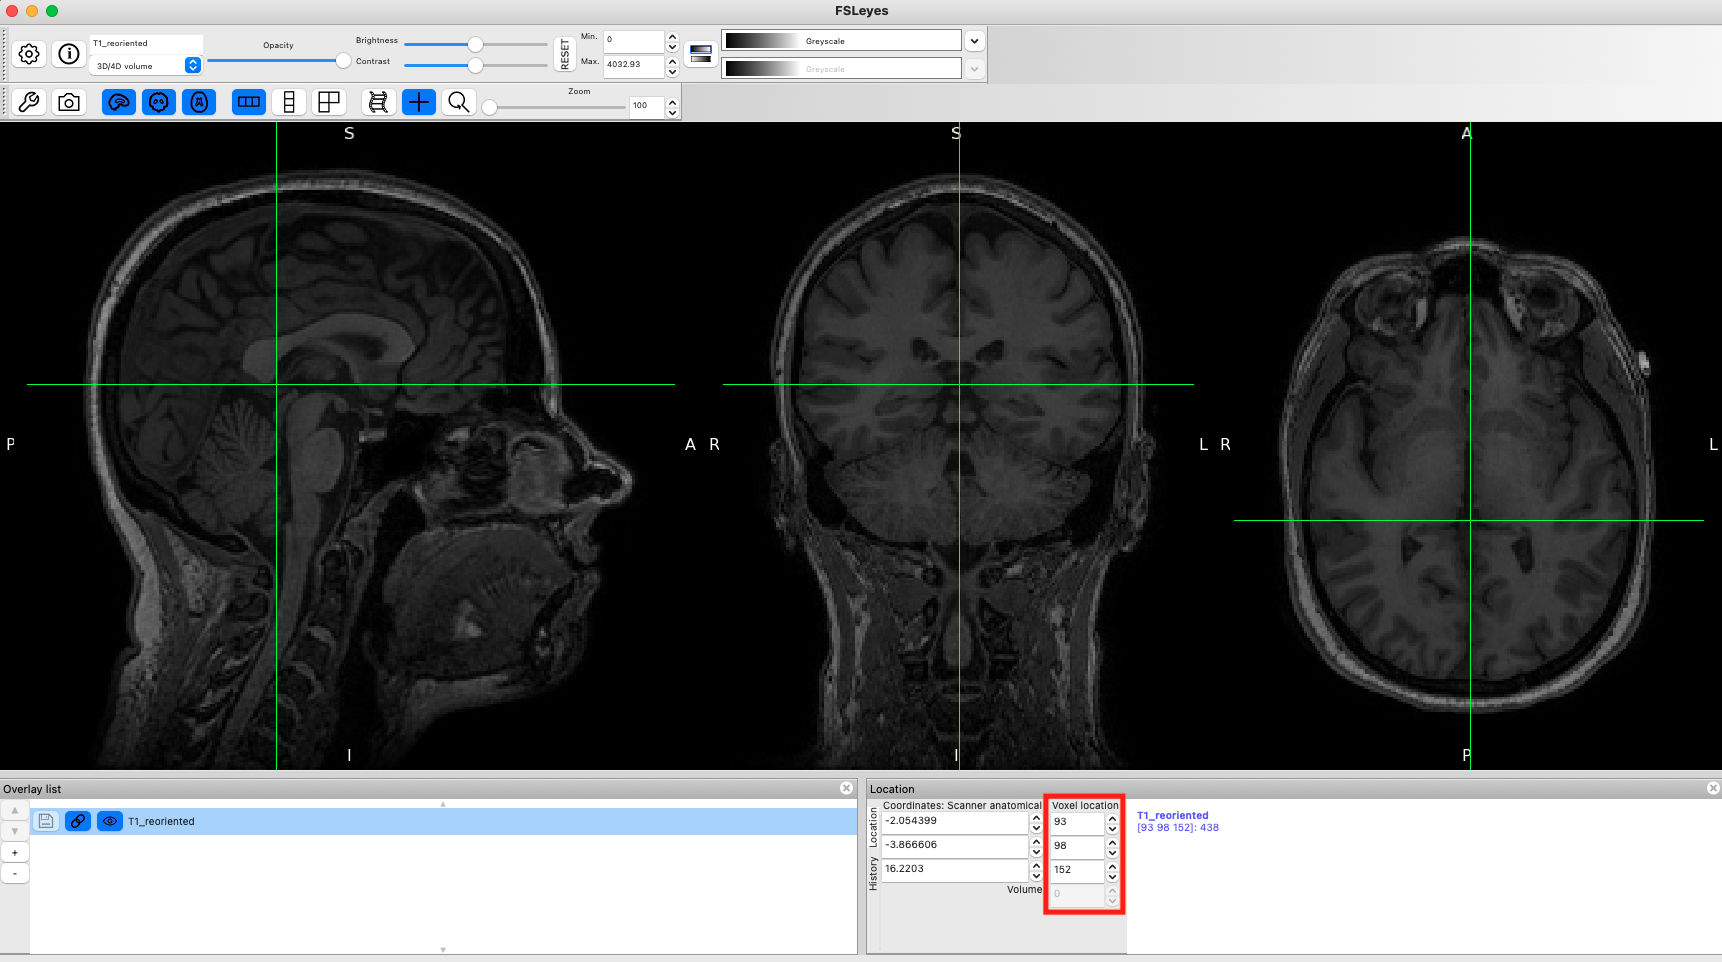 FSLeyes
T1_reoriented
3D/4D volume
Opacity
Brightness
Contrast
RESET
Min.
0
Max.
4032.93
Greyscale
Greyscale
Zoom
100
S
S
A
P
A
R
L
R
L
I
I
P
Overlay list
T1_reoriented
+
-
Location
Location
History
Coordinates: Scanner anatomical
Voxel location
-2.054399
93
-3.866606
98
16.2203
152
Volume
0
T1_reoriented
[93 98 152]: 438